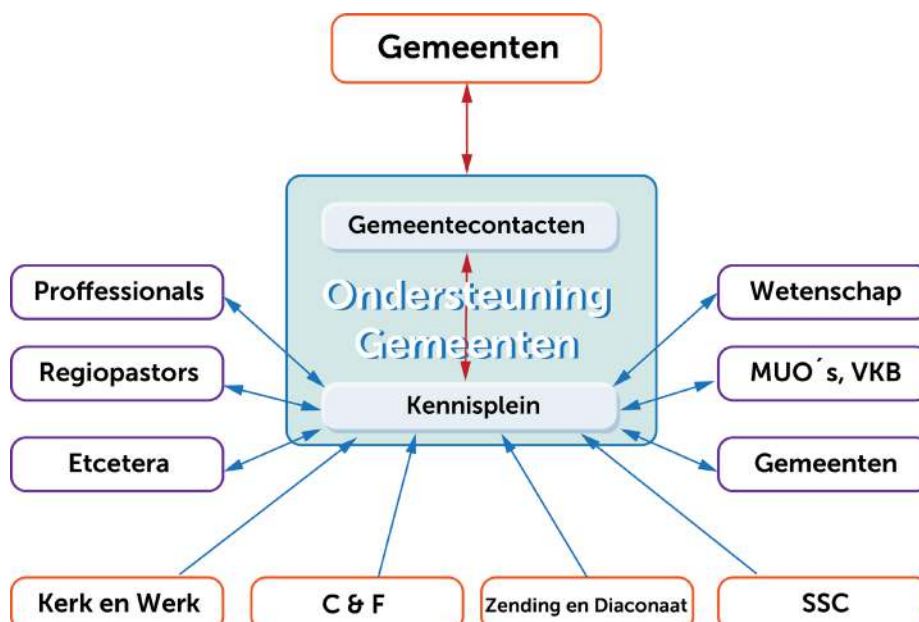 Gemeenten
Gemeentecontacten
Ondersteuning
Gemeenten
Kennisplein
Proffessionals
Regiopastors
Etcetera
Wetenschap
MUO´s, VKB
Gemeenten
Kerk en Werk
C & F
Zending en Diaconaat
SSC